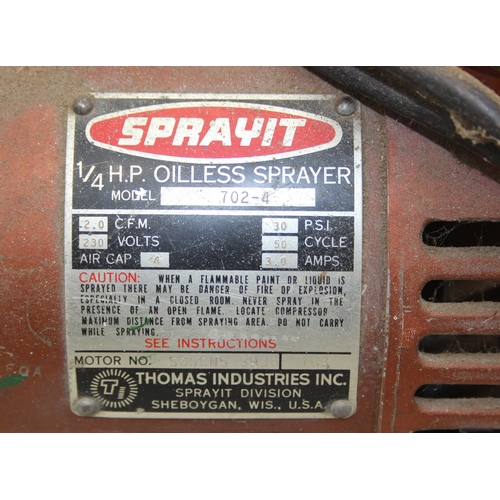 SPRAYIT
1/4 H.P. OILLESS SPRAYER
MODEL 702-4
2.0 C.F.M. 30 P.S.I.
230 VOLTS 50 CYCLE
AIR CAP 4 3.0 AMPS.
CAUTION: WHEN A FLAMMABLE PAINT OR LIQUID IS
SPRAYED THERE MAY BE DANGER OF FIRE OR EXPLOSION,
ESPECIALLY IN A CLOSED ROOM. NEVER SPRAY IN THE
PRESENCE OF AN OPEN FLAME. LOCATE COMPRESSOR
MAXIMUM DISTANCE FROM SPRAYING AREA. DO NOT CARRY
WHILE SPRAYING.
SEE INSTRUCTIONS
MOTOR NO.
TI THOMAS INDUSTRIES INC.
SPRAYIT DIVISION
SHEBOYGAN, WIS., U.S.A.